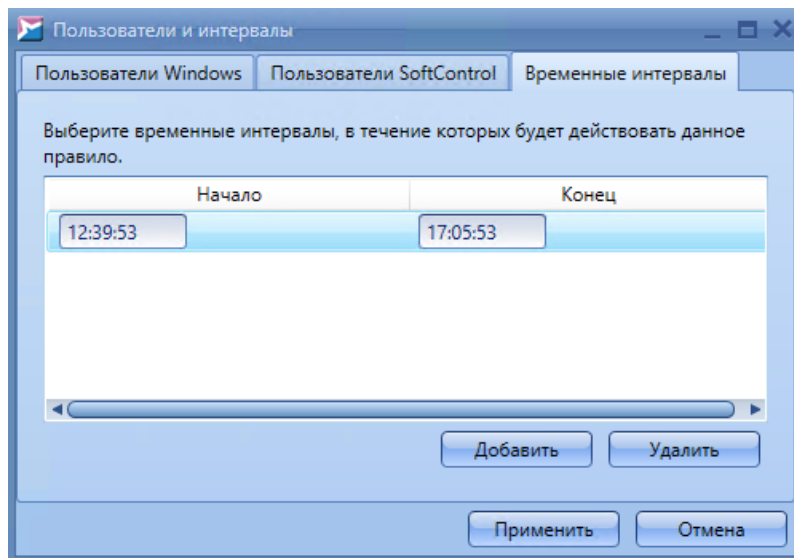 Пользователи и интервалы
Пользователи Windows Пользователи SoftControl Временные интервалы
Выберите временные интервалы, в течение которых будет действовать данное
правило.
Начало Конец
12:39:53 17:05:53
Добавить Удалить
Применить Отмена